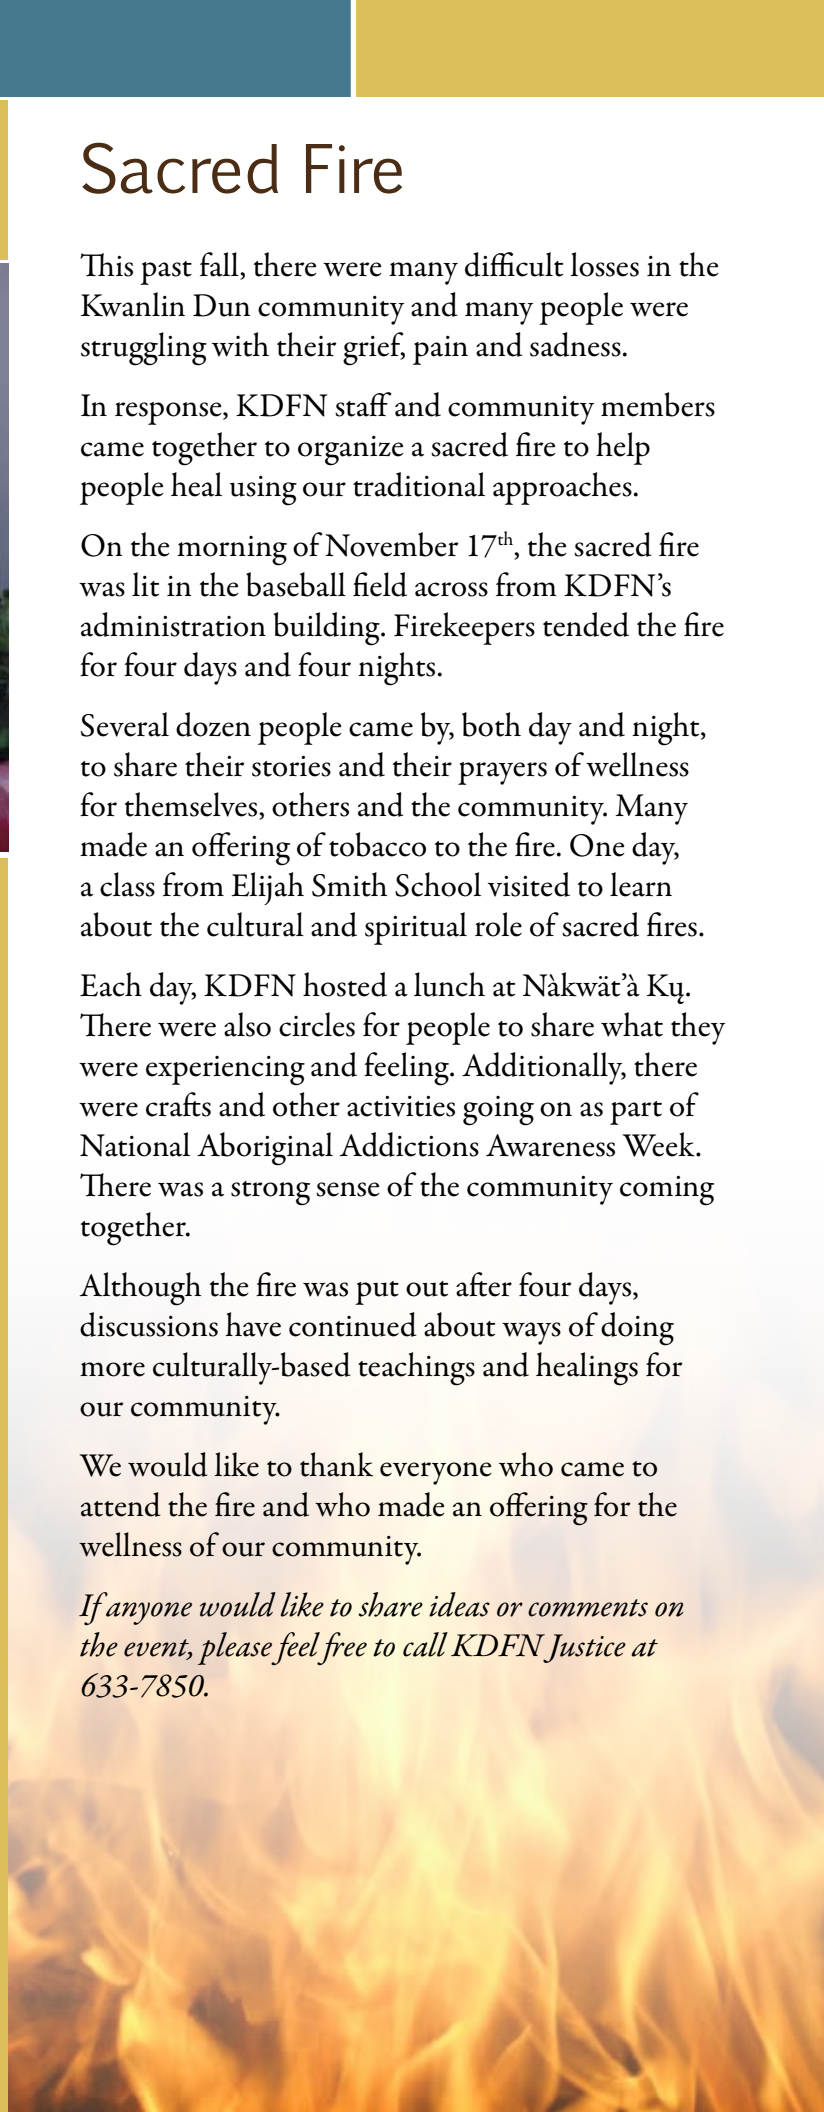 Sacred Fire
This past fall, there were many difficult losses in the
Kwanlin Dun community and many people were
struggling with their grief, pain and sadness.
In response, KDFN staff and community members
came together to organize a sacred fire to help
people heal using our traditional approaches.
On the morning of November 17th, the sacred fire
was lit in the baseball field across from KDFN’s
administration building. Firekeepers tended the fire
for four days and four nights.
Several dozen people came by, both day and night,
to share their stories and their prayers of wellness
for themselves, others and the community. Many
made an offering of tobacco to the fire. One day,
a class from Elijah Smith School visited to learn
about the cultural and spiritual role of sacred fires.
Each day, KDFN hosted a lunch at Nàkwät’à Kų.
There were also circles for people to share what they
were experiencing and feeling. Additionally, there
were crafts and other activities going on as part of
National Aboriginal Addictions Awareness Week.
There was a strong sense of the community coming
together.
Although the fire was put out after four days,
discussions have continued about ways of doing
more culturally-based teachings and healings for
our community.
We would like to thank everyone who came to
attend the fire and who made an offering for the
wellness of our community.
If anyone would like to share ideas or comments on
the event, please feel free to call KDFN Justice at
633-7850.